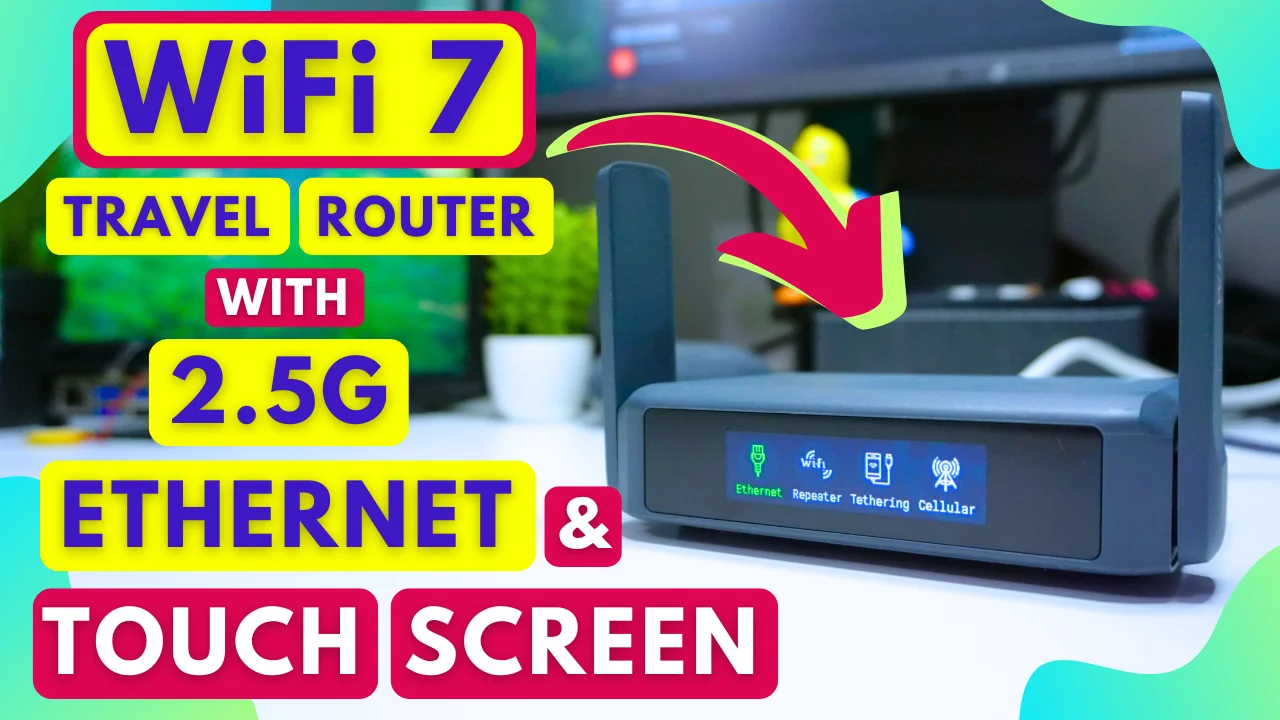 WiFi 7
TRAVEL ROUTER
WITH
2.5G
ETHERNET &
TOUCH SCREEN
wifi
Ethernet Repeater Tethering Cellular